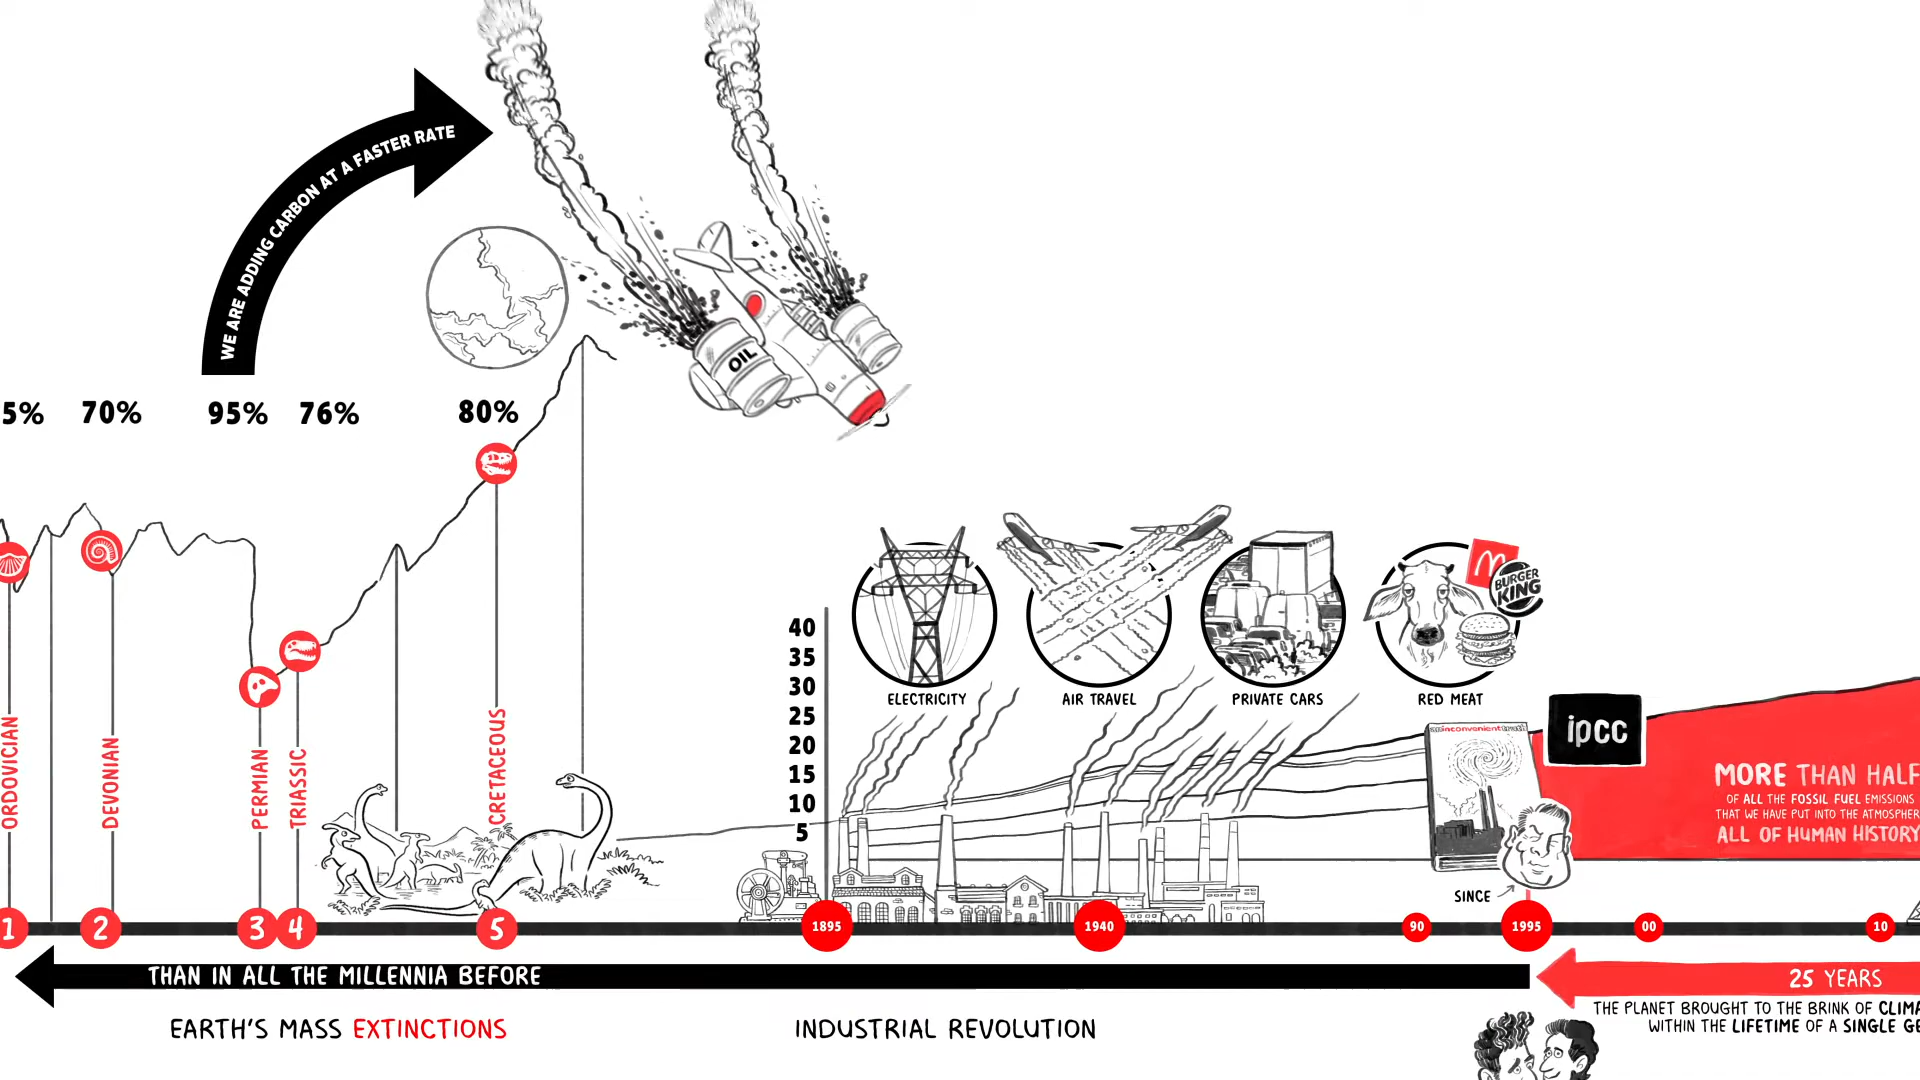 WE ARE ADDING CARBON AT A FASTER RATE
OIL
5% 70% 95% 76% 80%
ORDOVICIAN
DEVONIAN
PERMIAN
TRIASSIC
CRETACEOUS
40
35
30
25
20
15
10
5
ELECTRICITY
AIR TRAVEL
PRIVATE CARS
BURGER
KING
RED MEAT
inconvenient
ipcc
SINCE
MORE THAN HALF
OF ALL THE FOSSIL FUEL EMISSIONS
THAT WE HAVE PUT INTO THE ATMOSPHER
ALL OF HUMAN HISTORY
1 2 3 4 5 1895 1940 90 1995 00 10
THAN IN ALL THE MILLENNIA BEFORE
25 YEARS
THE PLANET BROUGHT TO THE BRINK OF CLIMA
WITHIN THE LIFETIME OF A SINGLE GE
EARTH'S MASS EXTINCTIONS
INDUSTRIAL REVOLUTION